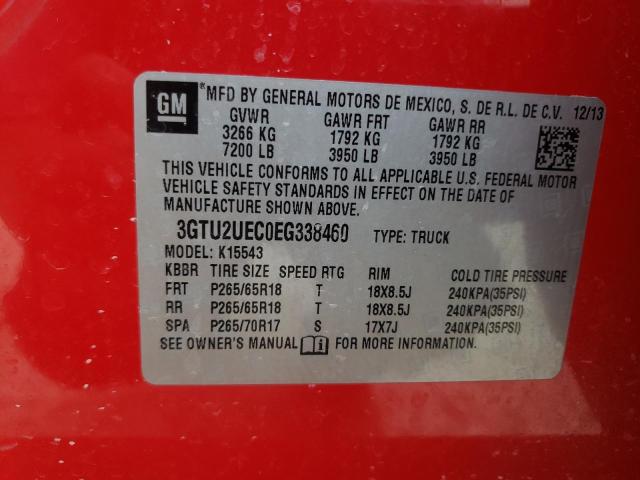 GM ® MFD BY GENERAL MOTORS DE MEXICO, S. DE R.L. DE C.V. 12/13
GVWR GAWR FRT GAWR RR
3266 KG 1792 KG 1792 KG
7200 LB 3950 LB 3950 LB
THIS VEHICLE CONFORMS TO ALL APPLICABLE U.S. FEDERAL MOTOR
VEHICLE SAFETY STANDARDS IN EFFECT ON THE DATE OF
MANUFACTURE SHOWN ABOVE.
3GTU2UEC0EG338460 TYPE: TRUCK
MODEL: K15543
KBBR TIRE SIZE SPEED RTG RIM COLD TIRE PRESSURE
FRT P265/65R18 T 18X8.5J 240KPA(35PSI)
RR P265/65R18 T 18X8.5J 240KPA(35PSI)
SPA P265/70R17 S 17X7J 240KPA(35PSI)
SEE OWNER'S MANUAL i FOR MORE INFORMATION.